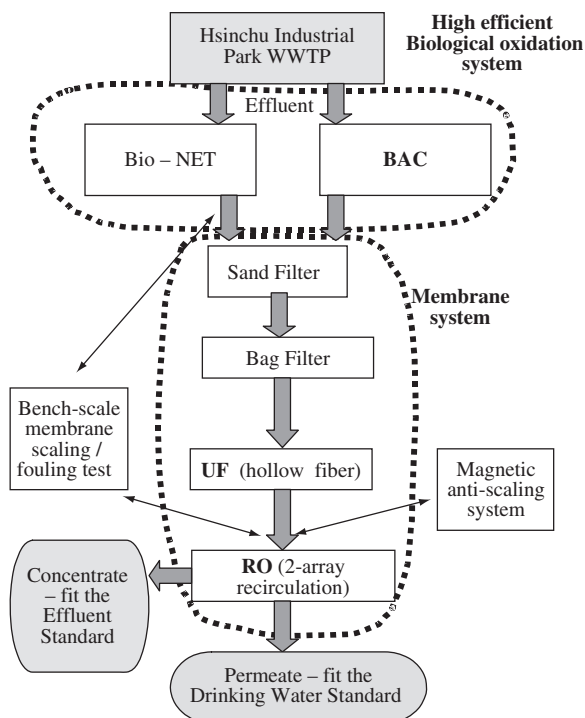 High efficient
Biological oxidation
system
Hsinchu Industrial
Park WWTP
Effluent
Bio – NET
BAC
Sand Filter
Membrane
system
Bag Filter
Bench-scale
membrane
scaling /
fouling test
UF (hollow fiber)
Magnetic
anti-scaling
system
RO (2-array
recirculation)
Concentrate
– fit the
Effluent
Standard
Permeate – fit the
Drinking Water Standard